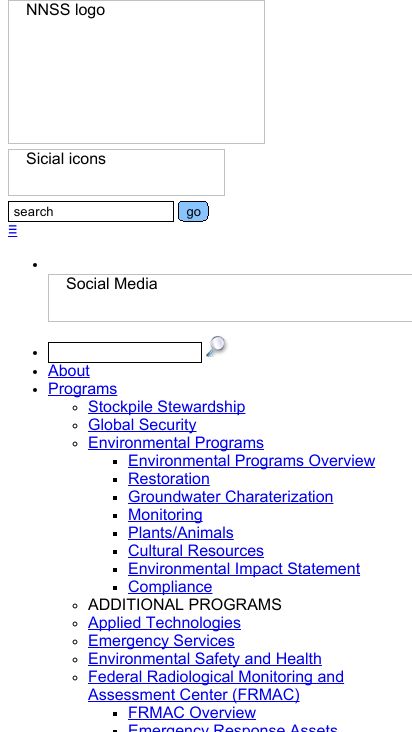 NNSS logo
Sicial icons
search go
Ξ
Social Media
About
Programs
Stockpile Stewardship
Global Security
Environmental Programs
Environmental Programs Overview
Restoration
Groundwater Charaterization
Monitoring
Plants/Animals
Cultural Resources
Environmental Impact Statement
Compliance
ADDITIONAL PROGRAMS
Applied Technologies
Emergency Services
Environmental Safety and Health
Federal Radiological Monitoring and
Assessment Center (FRMAC)
FRMAC Overview
Emergency Response Assets